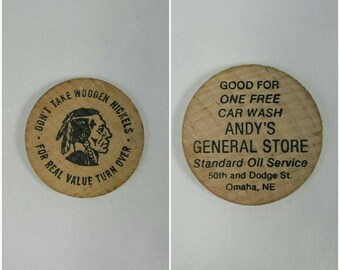 • DON'T TAKE WOODEN NICKELS •
FOR REAL VALUE TURN OVER
GOOD FOR
ONE FREE
CAR WASH
ANDY'S
GENERAL STORE
Standard Oil Service
50th and Dodge St.
Omaha, NE